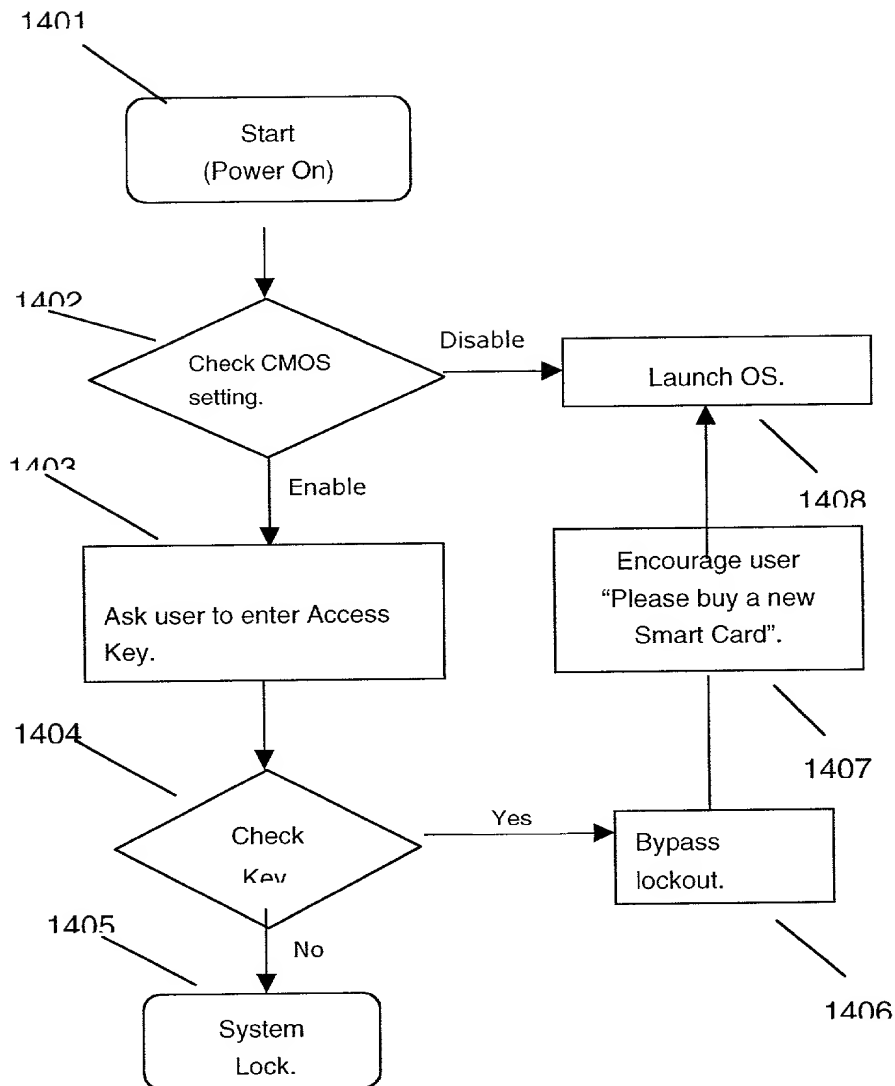 1401
Start
(Power On)
1402
Check CMOS
setting.
Disable
Launch OS.
1408
1403
Enable
Ask user to enter Access
Key.
Encourage user
“Please buy a new
Smart Card”.
1407
1404
Check
Key
Yes
Bypass
lockout.
1406
1405
No
System
Lock.